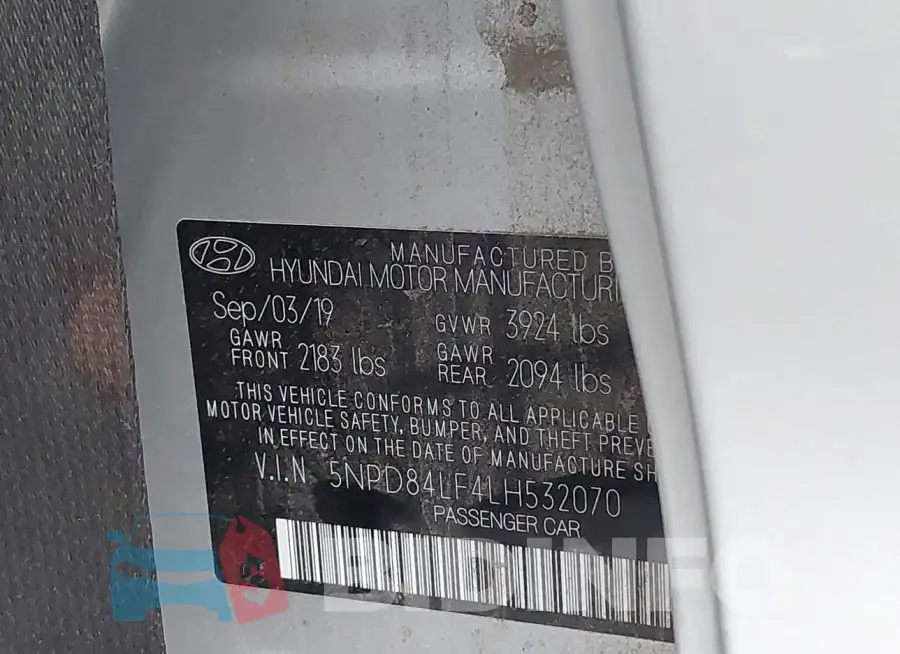 MANUFACTURED B
HYUNDAI MOTOR MANUFACTURI
Sep/03/19
GVWR 3924 lbs
GAWR FRONT 2183 lbs
GAWR REAR 2094 lbs
THIS VEHICLE CONFORMS TO ALL APPLICABLE
MOTOR VEHICLE SAFETY, BUMPER, AND THEFT PREVE
IN EFFECT ON THE DATE OF MANUFACTURE SH
V.I.N 5NPD84LF4LH532070
PASSENGER CAR
BIDINFO